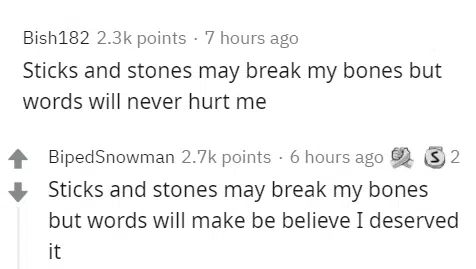 Bish182 2.3k points · 7 hours ago
Sticks and stones may break my bones but
words will never hurt me
BipedSnowman 2.7k points · 6 hours ago S 2
Sticks and stones may break my bones
but words will make be believe I deserved
it